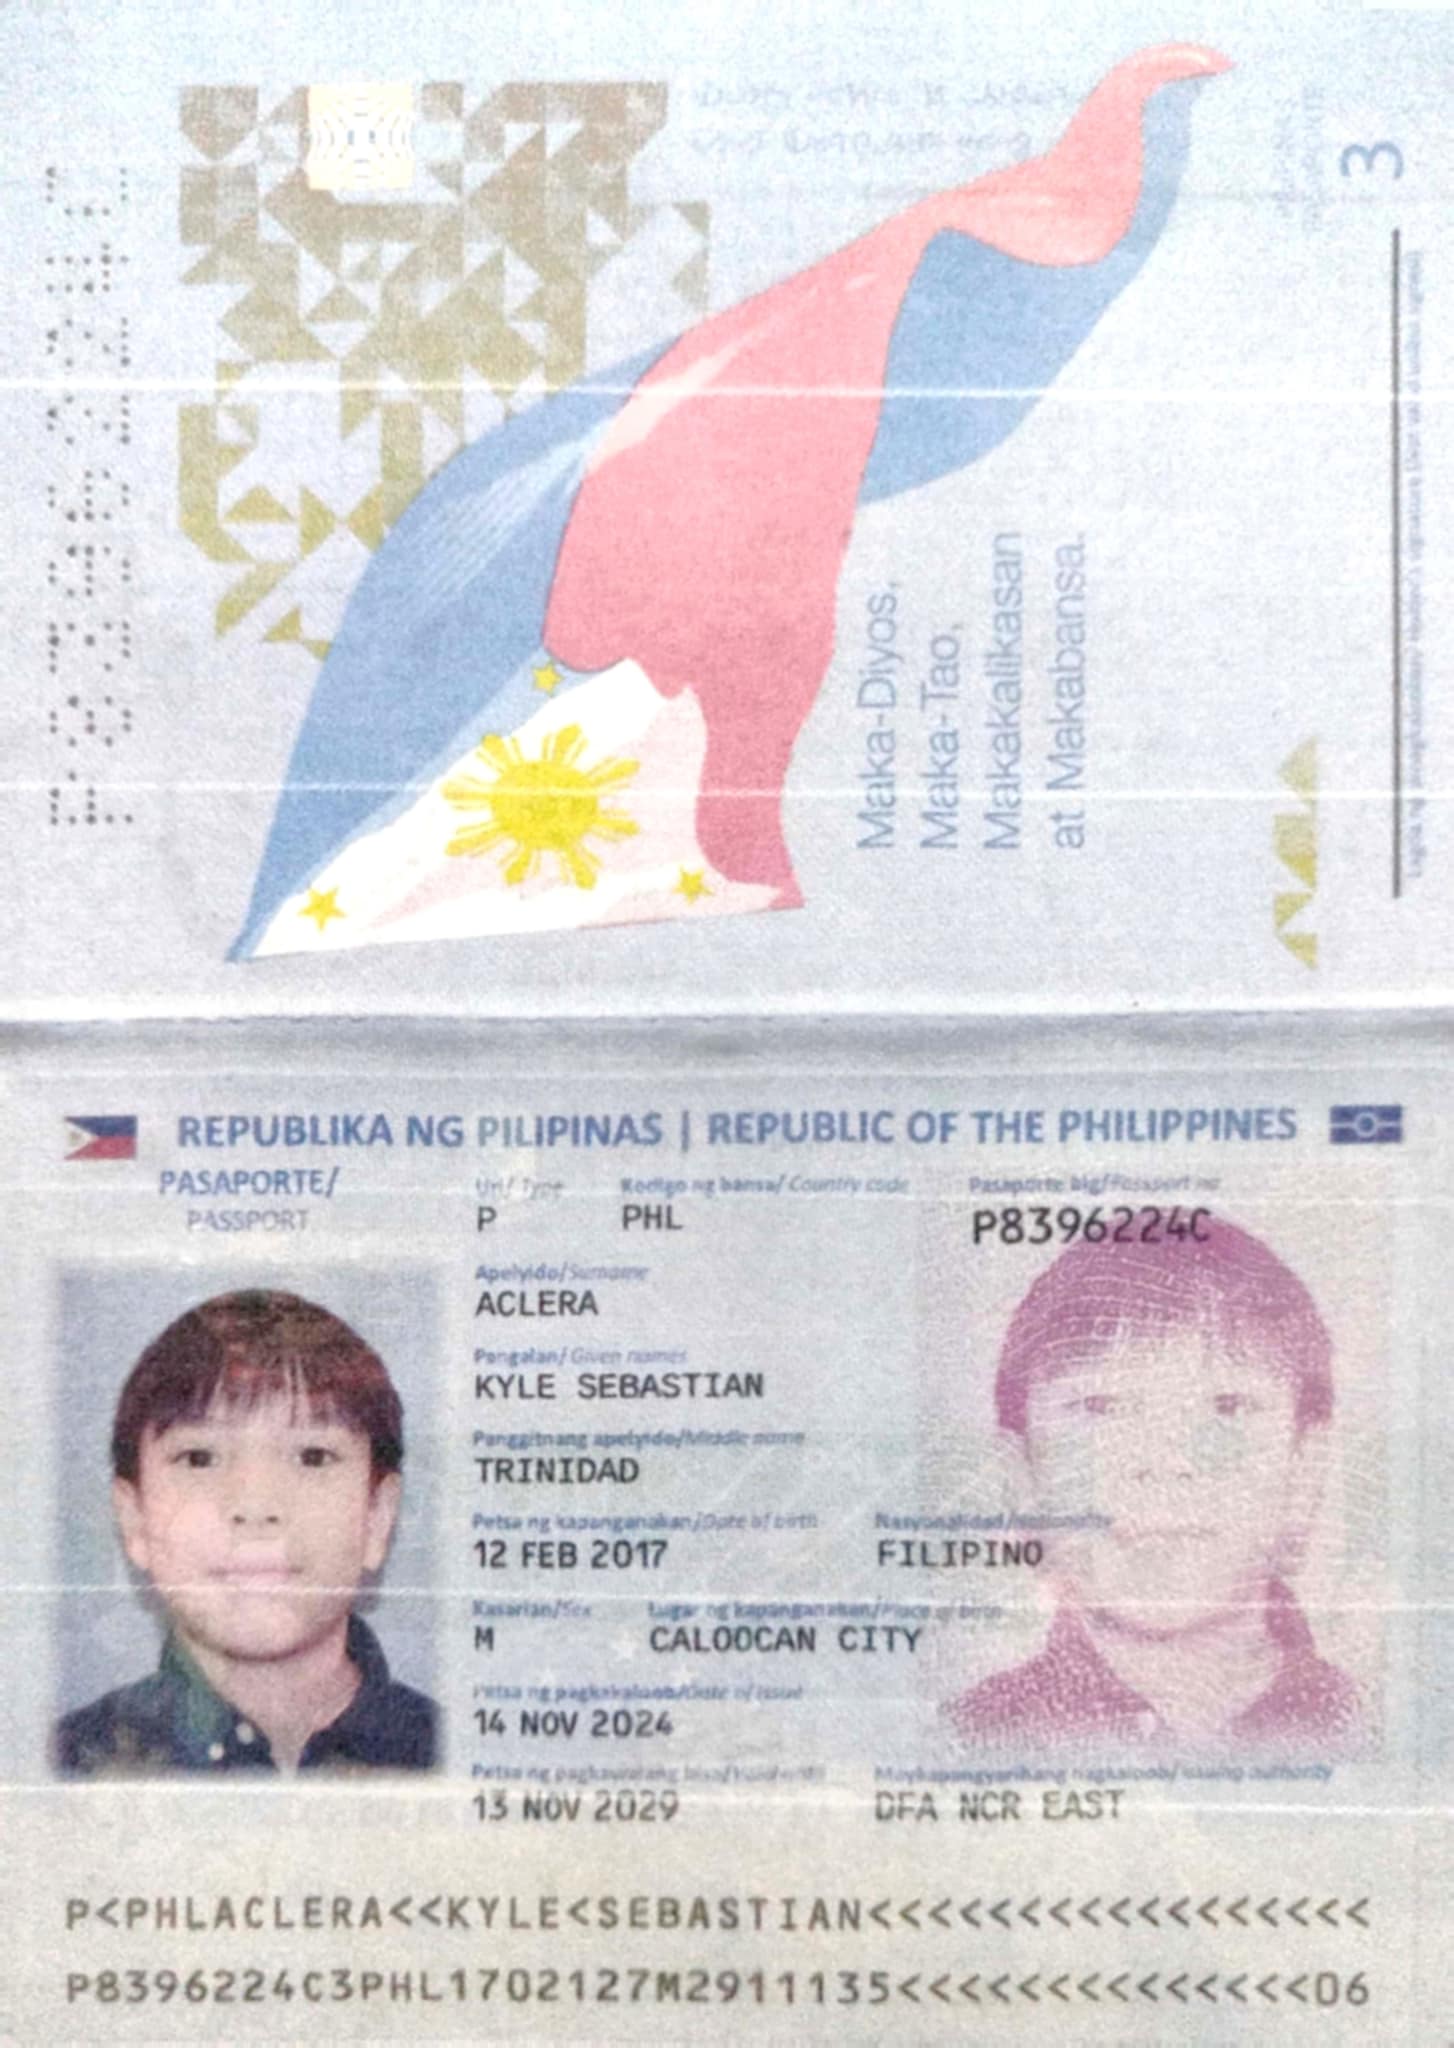 3
Maka-Diyos,
Maka-Tao,
Makakalikasan
at Makabansa.
REPUBLIKA NG PILIPINAS | REPUBLIC OF THE PHILIPPINES
PASAPORTE/
PASSPORT
Uri/ Type
Kodigo ng bansa/ Country code
Pasaporte blg/Passport no
P
PHL
P8396224C
Apelyido/Surname
ACLERA
Pangalan/ Given names
KYLE SEBASTIAN
Panggitnang apelyido/Middle name
TRINIDAD
Petsa ng kapanganakan/Date of birth
Nasyonalidad/Nationality
12 FEB 2017
FILIPINO
Kasarian/Sex
Lugar ng kapanganakan/Place of birth
M
CALOOCAN CITY
Petsa ng pagkakaloob/Date of issue
14 NOV 2024
Petsa ng pagkawalang bisa/Valid until
Maykapangyarihang nagkaloob/Issuing authority
13 NOV 2029
DFA NCR EAST
P<PHLACLERA<<KYLE<SEBASTIAN<<<<<<<<<<<<<<<<<
P8396224C3PHL1702127M2911135<<<<<<<<<<<<<<06